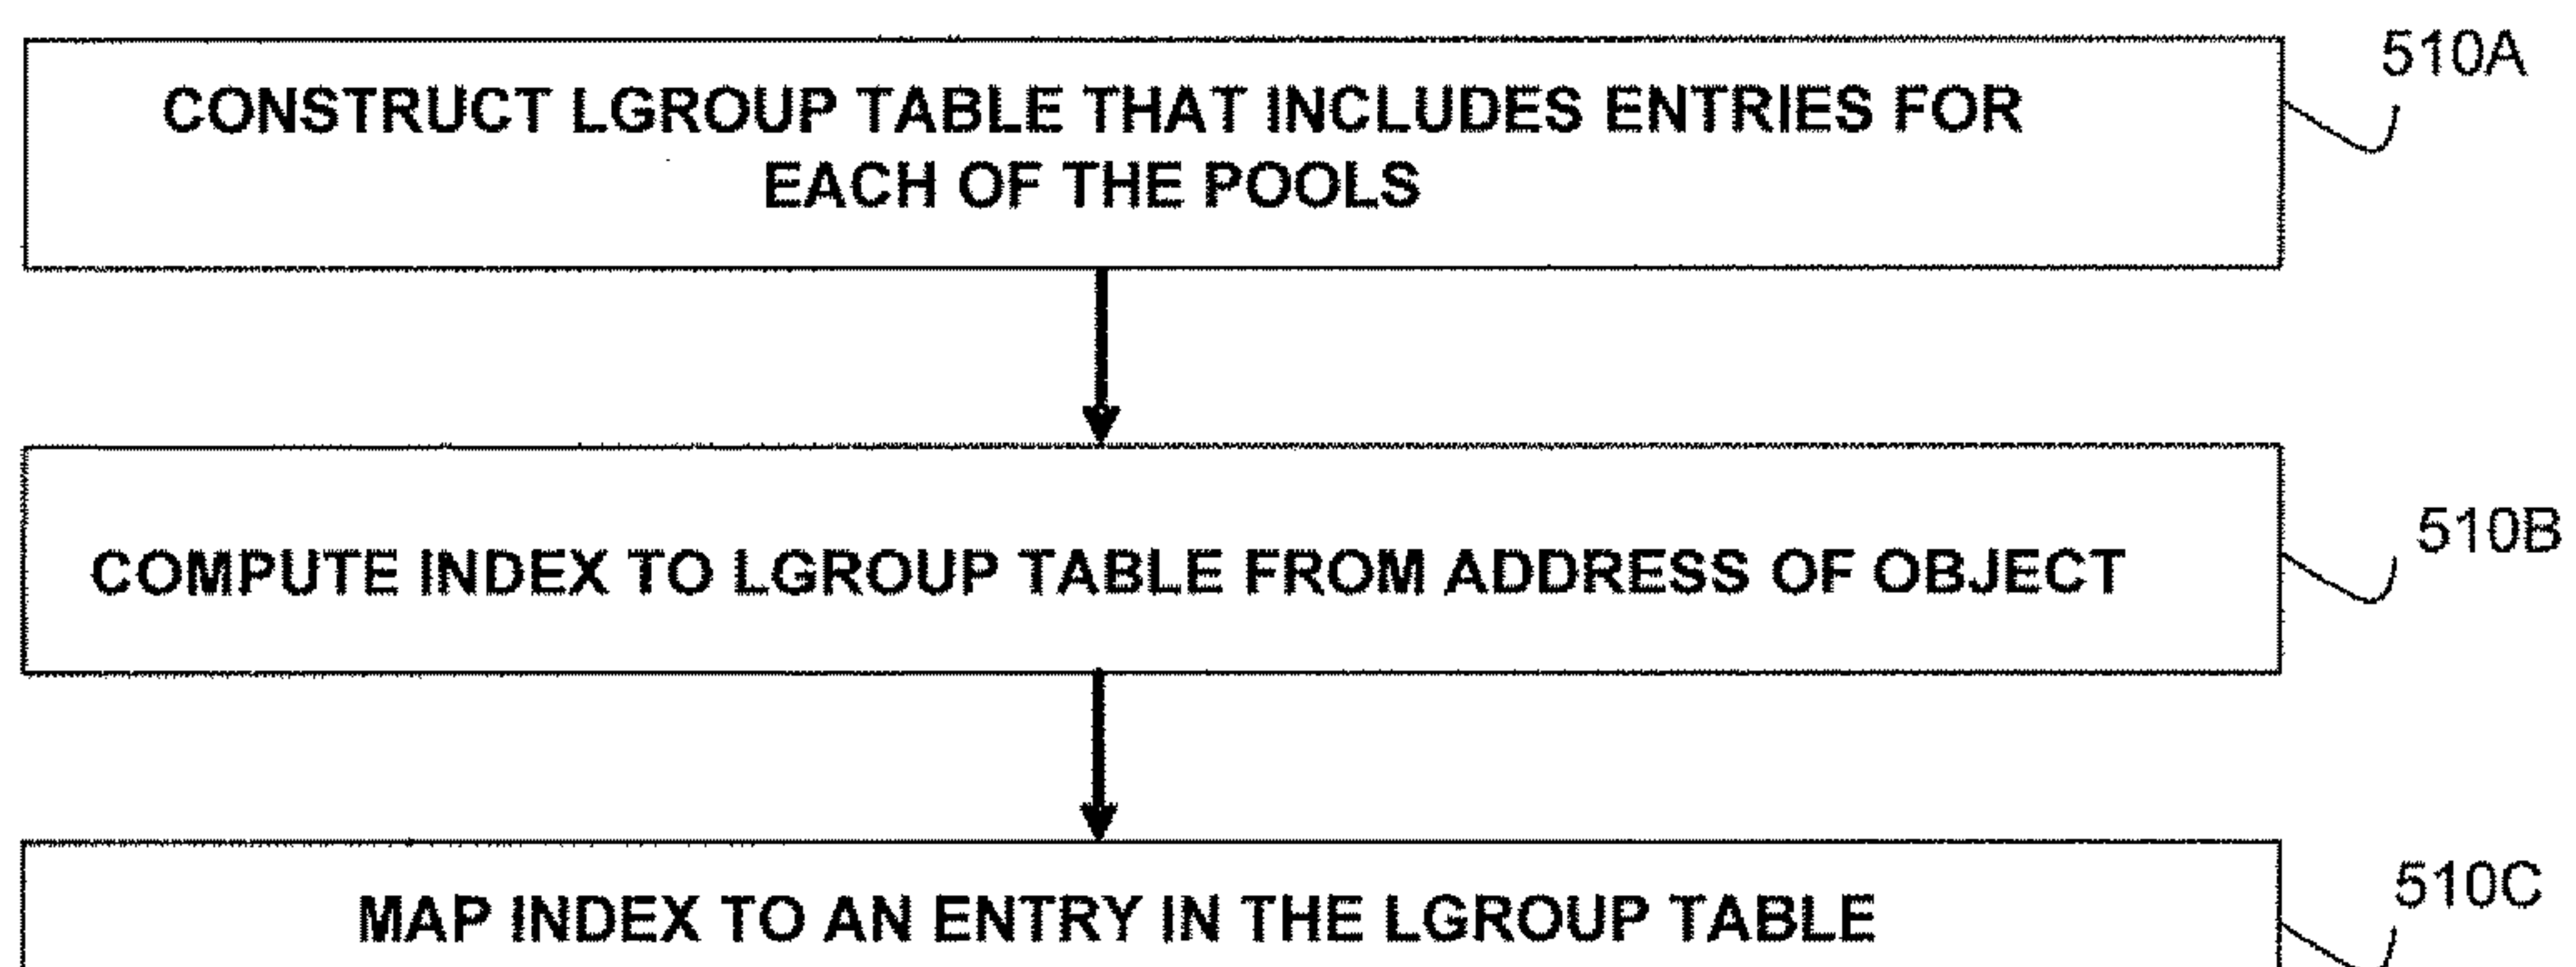 CONSTRUCT LGROUP TABLE THAT INCLUDES ENTRIES FOR
EACH OF THE POOLS
510A
COMPUTE INDEX TO LGROUP TABLE FROM ADDRESS OF OBJECT
510B
MAP INDEX TO AN ENTRY IN THE LGROUP TABLE
510C